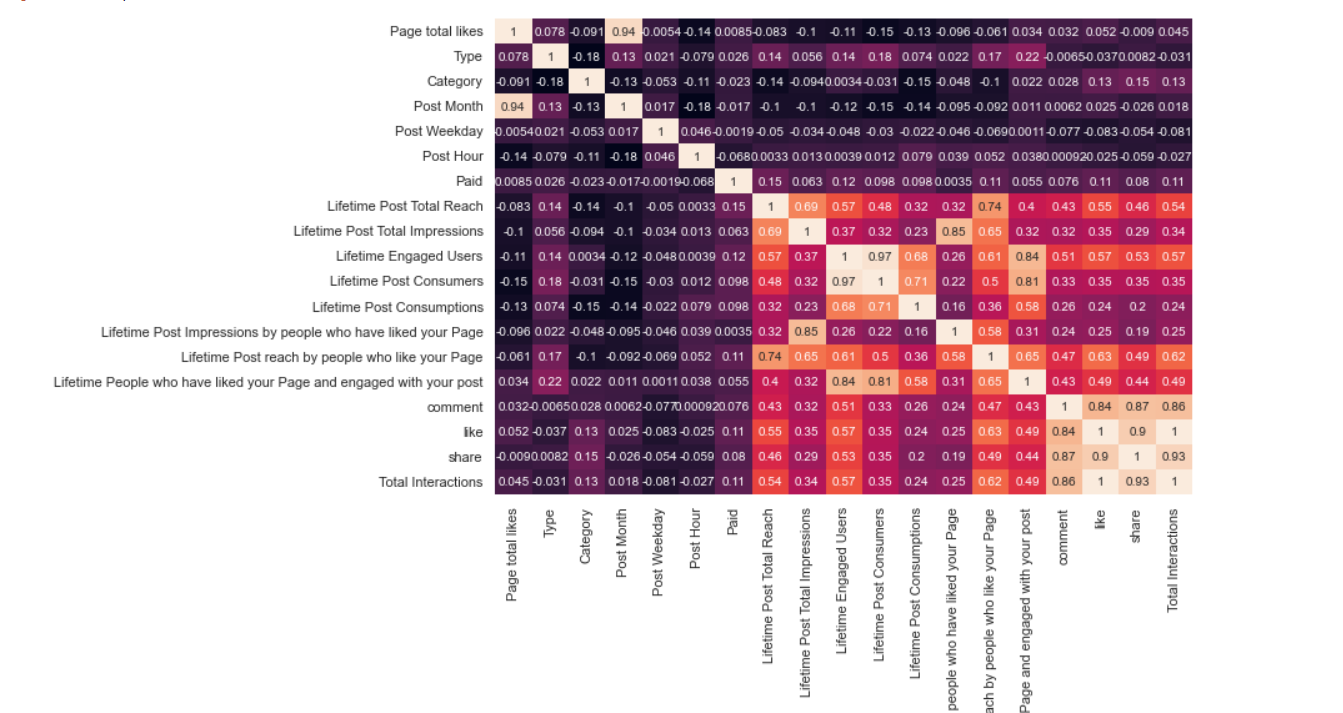 Page total likes 1 0.078 -0.091 0.94 -0.0054 -0.14 0.0085 -0.083 -0.1 -0.11 -0.15 -0.13 -0.096 -0.061 0.034 0.032 0.052 -0.009 0.045
Type 0.078 1 -0.18 0.13 0.021 -0.079 0.026 0.14 0.056 0.14 0.18 0.074 0.022 0.17 0.22 -0.0065 -0.037 0.0082 -0.031
Category -0.091 -0.18 1 -0.13 -0.053 -0.11 -0.023 -0.14 -0.094 0.0034 -0.031 -0.15 -0.048 -0.1 0.022 0.028 0.13 0.15 0.13
Post Month 0.94 0.13 -0.13 1 0.017 -0.18 -0.017 -0.1 -0.1 -0.12 -0.15 -0.14 -0.095 -0.092 0.011 0.0062 0.025 -0.026 0.018
Post Weekday -0.0054 0.021 -0.053 0.017 1 0.046 -0.0019 -0.05 -0.034 -0.048 -0.03 -0.022 -0.046 -0.069 0.0011 -0.077 -0.083 -0.054 -0.081
Post Hour -0.14 -0.079 -0.11 -0.18 0.046 1 -0.068 0.0033 0.013 0.0039 0.012 0.079 0.039 0.052 0.038 0.00092 -0.025 -0.059 -0.027
Paid 0.0085 0.026 -0.023 -0.017 -0.0019 -0.068 1 0.15 0.063 0.12 0.098 0.098 0.0035 0.11 0.055 0.076 0.11 0.08 0.11
Lifetime Post Total Reach -0.083 0.14 -0.14 -0.1 -0.05 0.0033 0.15 1 0.69 0.57 0.48 0.32 0.32 0.74 0.4 0.43 0.55 0.46 0.54
Lifetime Post Total Impressions -0.1 0.056 -0.094 -0.1 -0.034 0.013 0.063 0.69 1 0.37 0.32 0.23 0.85 0.65 0.32 0.32 0.35 0.29 0.34
Lifetime Engaged Users -0.11 0.14 0.0034 -0.12 -0.048 0.0039 0.12 0.57 0.37 1 0.97 0.68 0.26 0.61 0.84 0.51 0.57 0.53 0.57
Lifetime Post Consumers -0.15 0.18 -0.031 -0.15 -0.03 0.012 0.098 0.48 0.32 0.97 1 0.71 0.22 0.5 0.81 0.33 0.35 0.35 0.35
Lifetime Post Consumptions -0.13 0.074 -0.15 -0.14 -0.022 0.079 0.098 0.32 0.23 0.68 0.71 1 0.16 0.36 0.58 0.26 0.24 0.2 0.24
Lifetime Post Impressions by people who have liked your Page -0.096 0.022 -0.048 -0.095 -0.046 0.039 0.0035 0.32 0.85 0.26 0.22 0.16 1 0.58 0.31 0.24 0.25 0.19 0.25
Lifetime Post reach by people who like your Page -0.061 0.17 -0.1 -0.092 -0.069 0.052 0.11 0.74 0.65 0.61 0.5 0.36 0.58 1 0.65 0.47 0.63 0.49 0.62
Lifetime People who have liked your Page and engaged with your post 0.034 0.22 0.022 0.011 0.0011 0.038 0.055 0.4 0.32 0.84 0.81 0.58 0.31 0.65 1 0.43 0.49 0.44 0.49
comment 0.032 -0.0065 0.028 0.0062 -0.077 0.00092 0.076 0.43 0.32 0.51 0.33 0.26 0.24 0.47 0.43 1 0.84 0.87 0.86
like 0.052 -0.037 0.13 0.025 -0.083 -0.025 0.11 0.55 0.35 0.57 0.35 0.24 0.25 0.63 0.49 0.84 1 0.9 1
share -0.009 0.0082 0.15 -0.026 -0.054 -0.059 0.08 0.46 0.29 0.53 0.35 0.2 0.19 0.49 0.44 0.87 0.9 1 0.93
Total Interactions 0.045 -0.031 0.13 0.018 -0.081 -0.027 0.11 0.54 0.34 0.57 0.35 0.24 0.25 0.62 0.49 0.86 1 0.93 1
Page total likes
Type
Category
Post Month
Post Weekday
Post Hour
Paid
Lifetime Post Total Reach
Lifetime Post Total Impressions
Lifetime Engaged Users
Lifetime Post Consumers
Lifetime Post Consumptions
people who have liked your Page
ach by people who like your Page
Page and engaged with your post
comment
like
share
Total Interactions